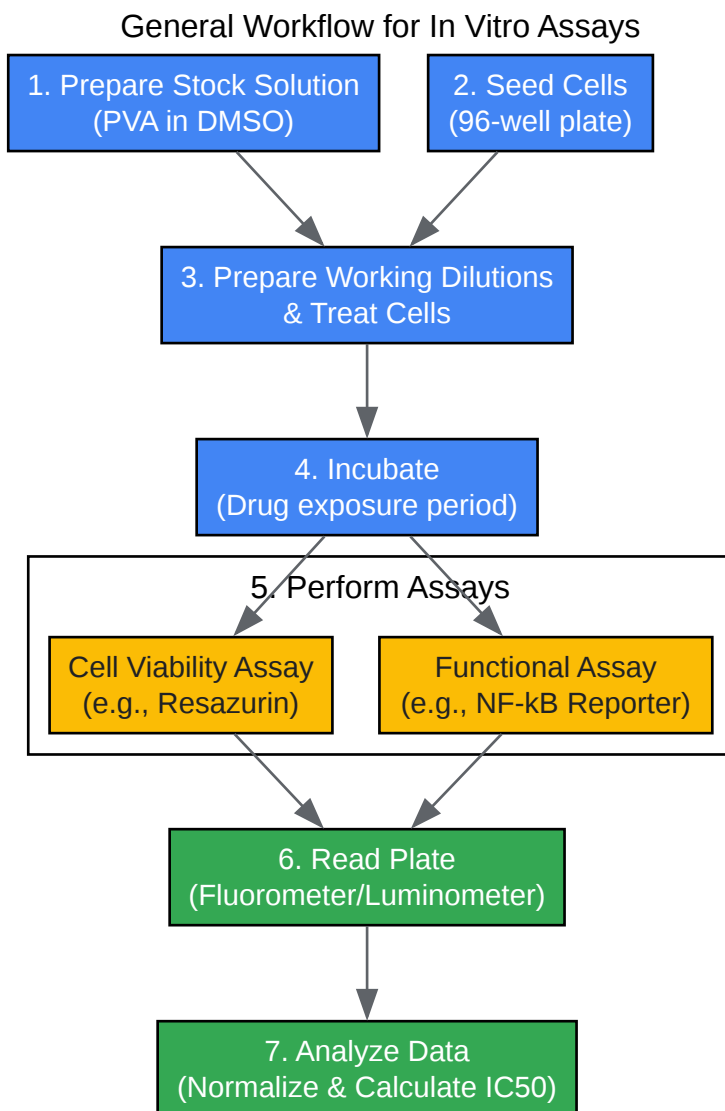 General Workflow for In Vitro Assays
1. Prepare Stock Solution
(PVA in DMSO)
2. Seed Cells
(96-well plate)
3. Prepare Working Dilutions
& Treat Cells
4. Incubate
(Drug exposure period)
5. Perform Assays
Cell Viability Assay
(e.g., Resazurin)
Functional Assay
(e.g., NF-kB Reporter)
6. Read Plate
(Fluorometer/Luminometer)
7. Analyze Data
(Normalize & Calculate IC50)